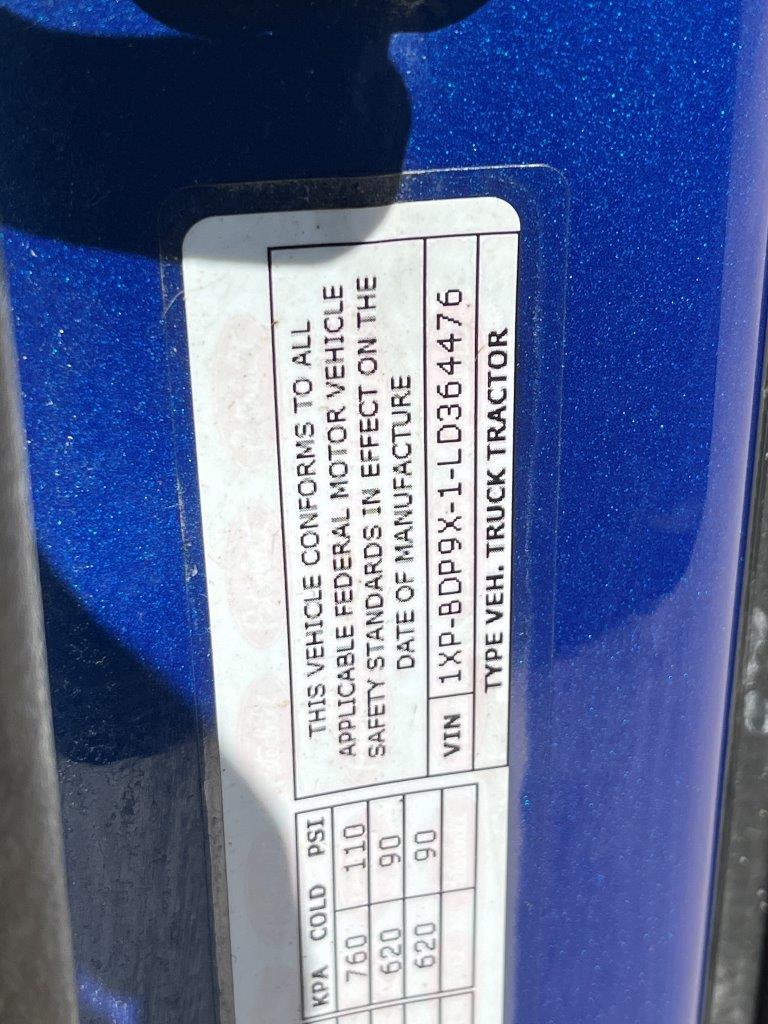 THIS VEHICLE CONFORMS TO ALL
APPLICABLE FEDERAL MOTOR VEHICLE
SAFETY STANDARDS IN EFFECT ON THE
DATE OF MANUFACTURE
VIN 1XP-BDP9X-1-LD364476
TYPE VEH. TRUCK TRACTOR
KPA COLD PSI
760 110
620 90
620 90